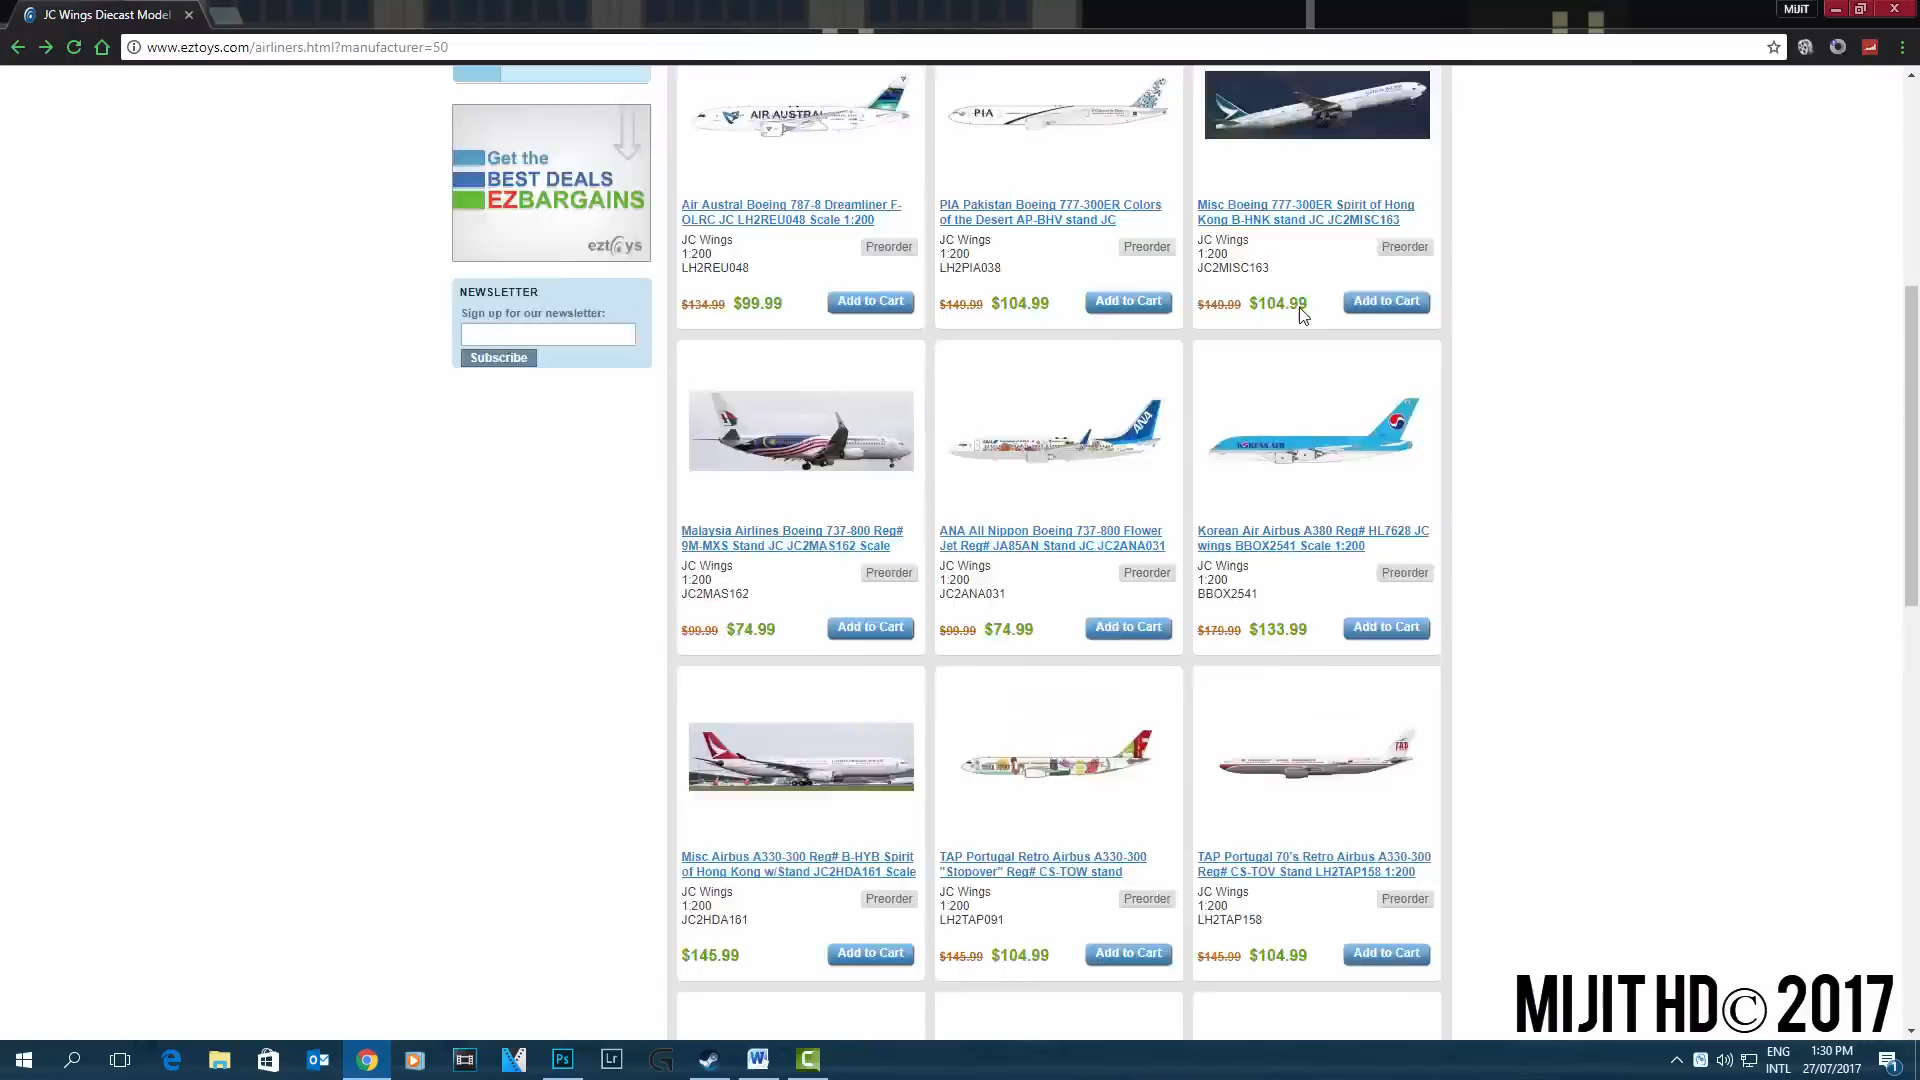 JC Wings Diecast Model
MIJIT
www.eztoys.com/airliners.html?manufacturer=50
Get the
BEST DEALS
EZBARGAINS
eztoys
NEWSLETTER
Sign up for our newsletter:
Subscribe
AIR AUSTRAL
Air Austral Boeing 787-8 Dreamliner F-
OLRC JC LH2REU048 Scale 1:200
JC Wings
1:200
LH2REU048
Preorder
$134.99 $99.99 Add to Cart
PIA
PIA Pakistan Boeing 777-300ER Colors
of the Desert AP-BHV stand JC
JC Wings
1:200
LH2PIA038
Preorder
$149.99 $104.99 Add to Cart
Misc Boeing 777-300ER Spirit of Hong
Kong B-HNK stand JC JC2MISC163
JC Wings
1:200
JC2MISC163
Preorder
$149.99 $104.99 Add to Cart
Malaysia Airlines Boeing 737-800 Reg#
9M-MXS Stand JC JC2MAS162 Scale
JC Wings
1:200
JC2MAS162
Preorder
$99.99 $74.99 Add to Cart
ANA
ANA All Nippon Boeing 737-800 Flower
Jet Reg# JA85AN Stand JC JC2ANA031
JC Wings
1:200
JC2ANA031
Preorder
$99.99 $74.99 Add to Cart
KOREAN AIR
Korean Air Airbus A380 Reg# HL7628 JC
wings BBOX2541 Scale 1:200
JC Wings
1:200
BBOX2541
Preorder
$179.99 $133.99 Add to Cart
Misc Airbus A330-300 Reg# B-HYB Spirit
of Hong Kong w/Stand JC2HDA161 Scale
JC Wings
1:200
JC2HDA161
Preorder
$145.99 Add to Cart
TAP Portugal Retro Airbus A330-300
"Stopover" Reg# CS-TOW stand
JC Wings
1:200
LH2TAP091
Preorder
$145.99 $104.99 Add to Cart
TAP
TAP Portugal 70's Retro Airbus A330-300
Reg# CS-TOV Stand LH2TAP158 1:200
JC Wings
1:200
LH2TAP158
Preorder
$145.99 $104.99 Add to Cart
MIJIT HD© 2017
Ps
Lr
ENG
INTL
1:30 PM
27/07/2017
1